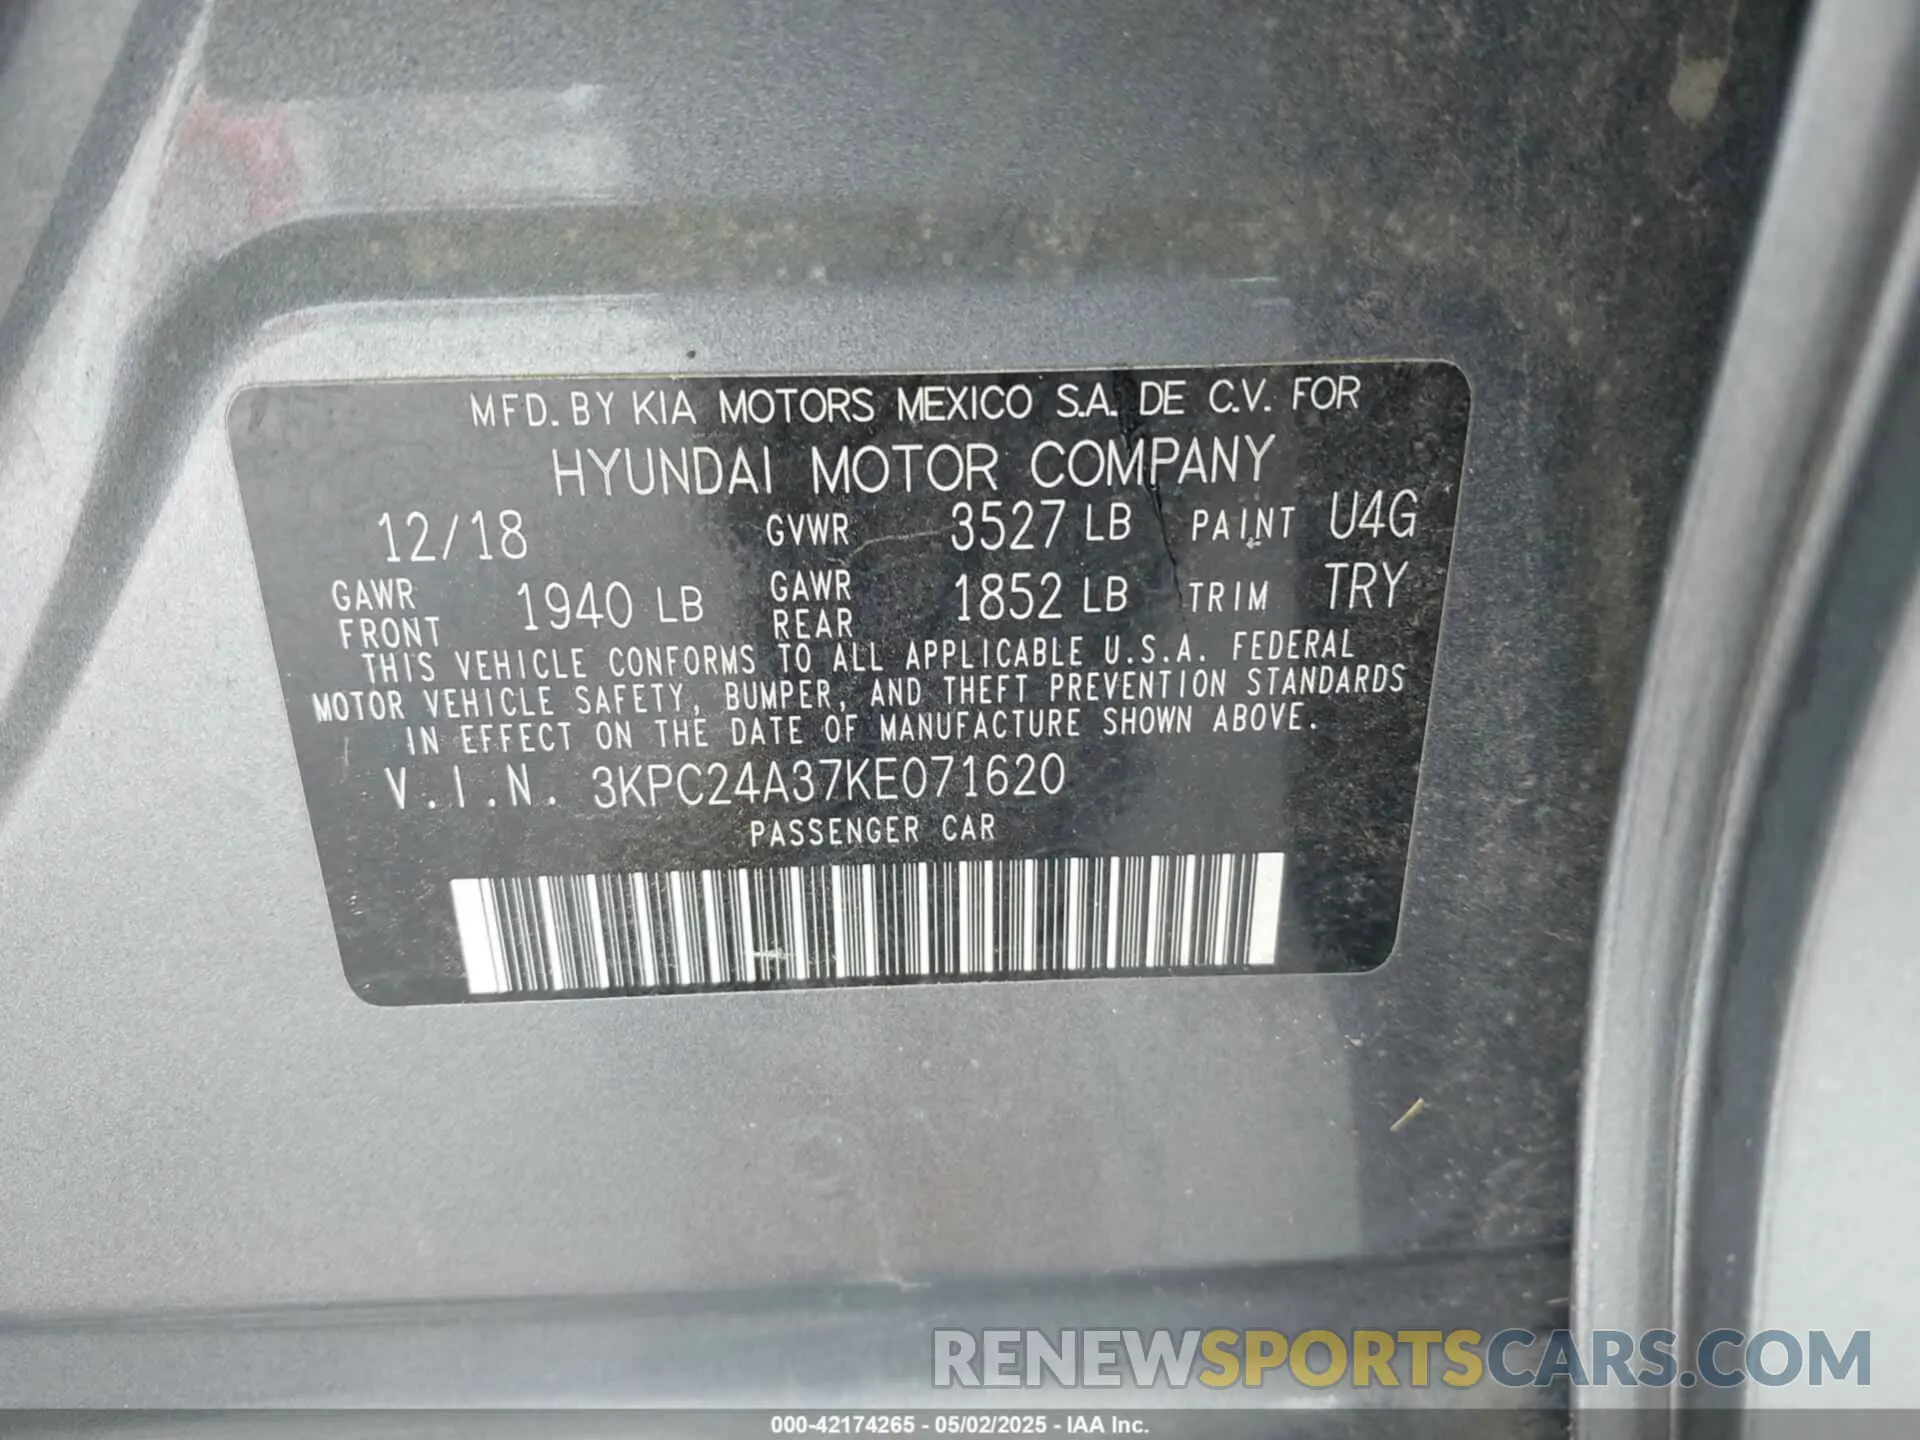 MFD. BY KIA MOTORS MEXICO S.A. DE C.V. FOR
HYUNDAI MOTOR COMPANY
12/18 GVWR 3527 LB PAINT U4G
GAWR FRONT 1940 LB GAWR REAR 1852 LB TRIM TRY
THIS VEHICLE CONFORMS TO ALL APPLICABLE U.S.A. FEDERAL
MOTOR VEHICLE SAFETY, BUMPER, AND THEFT PREVENTION STANDARDS
IN EFFECT ON THE DATE OF MANUFACTURE SHOWN ABOVE.
V.I.N. 3KPC24A37KE071620
PASSENGER CAR
RENEWSPORTSCARS.COM
000-42174265 - 05/02/2025 - IAA Inc.